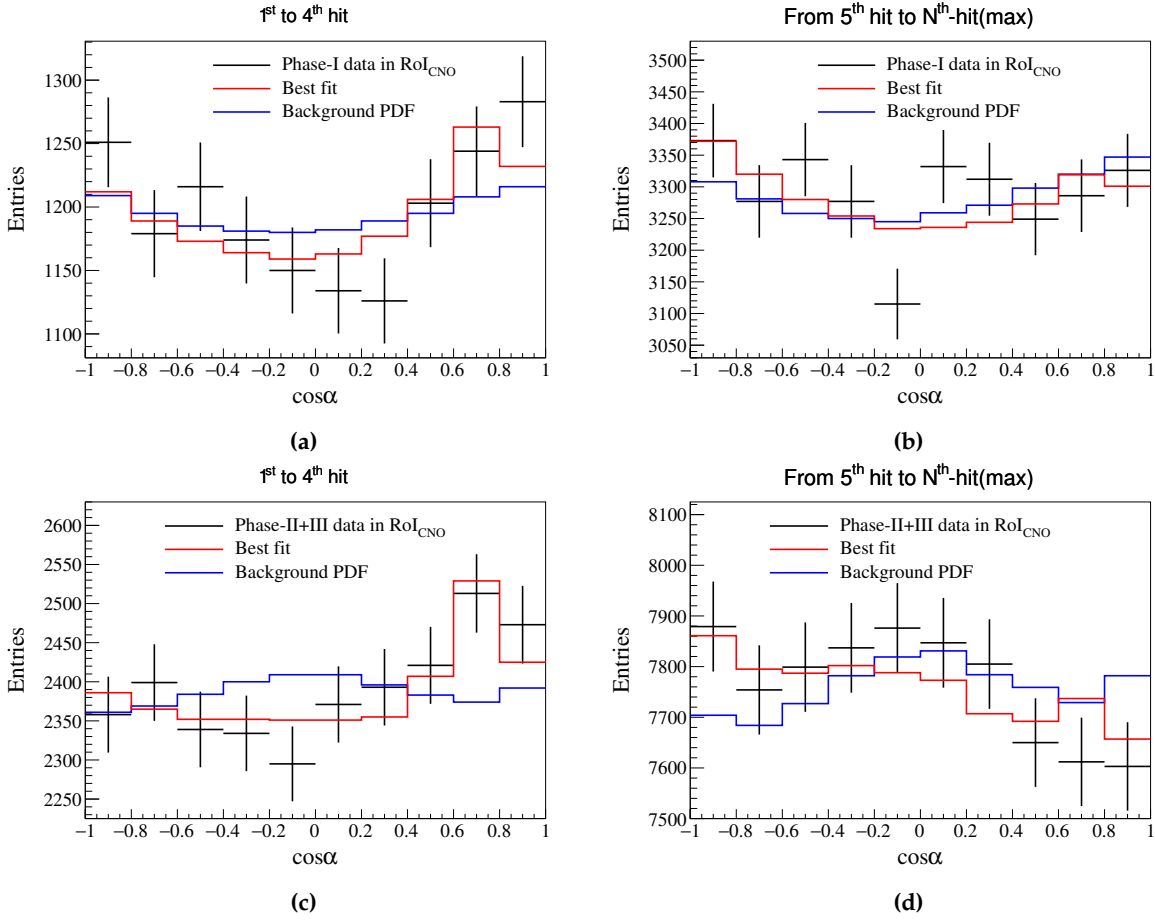 1st to 4th hit
1300
1250
1200
1150
1100
Entries
Phase-I data in RoI_CNO
Best fit
Background PDF
−1 −0.8 −0.6 −0.4 −0.2 0 0.2 0.4 0.6 0.8 1
cosα
(a)
From 5th hit to Nth-hit(max)
3500
3450
3400
3350
3300
3250
3200
3150
3100
3050
Entries
Phase-I data in RoI_CNO
Best fit
Background PDF
−1 −0.8 −0.6 −0.4 −0.2 0 0.2 0.4 0.6 0.8 1
cosα
(b)
1st to 4th hit
2600
2550
2500
2450
2400
2350
2300
2250
Entries
Phase-II+III data in RoI_CNO
Best fit
Background PDF
−1 −0.8 −0.6 −0.4 −0.2 0 0.2 0.4 0.6 0.8 1
cosα
(c)
From 5th hit to Nth-hit(max)
8100
8000
7900
7800
7700
7600
7500
Entries
Phase-II+III data in RoI_CNO
Best fit
Background PDF
−1 −0.8 −0.6 −0.4 −0.2 0 0.2 0.4 0.6 0.8 1
cosα
(d)